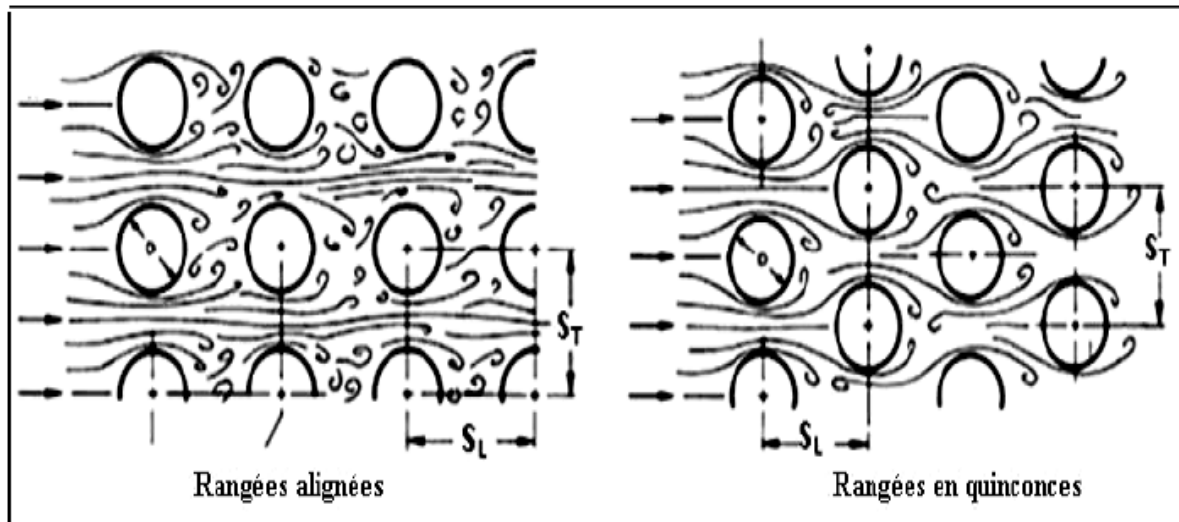 S_T
S_L
Rangées alignées
S_T
S_L
Rangées en quinconces